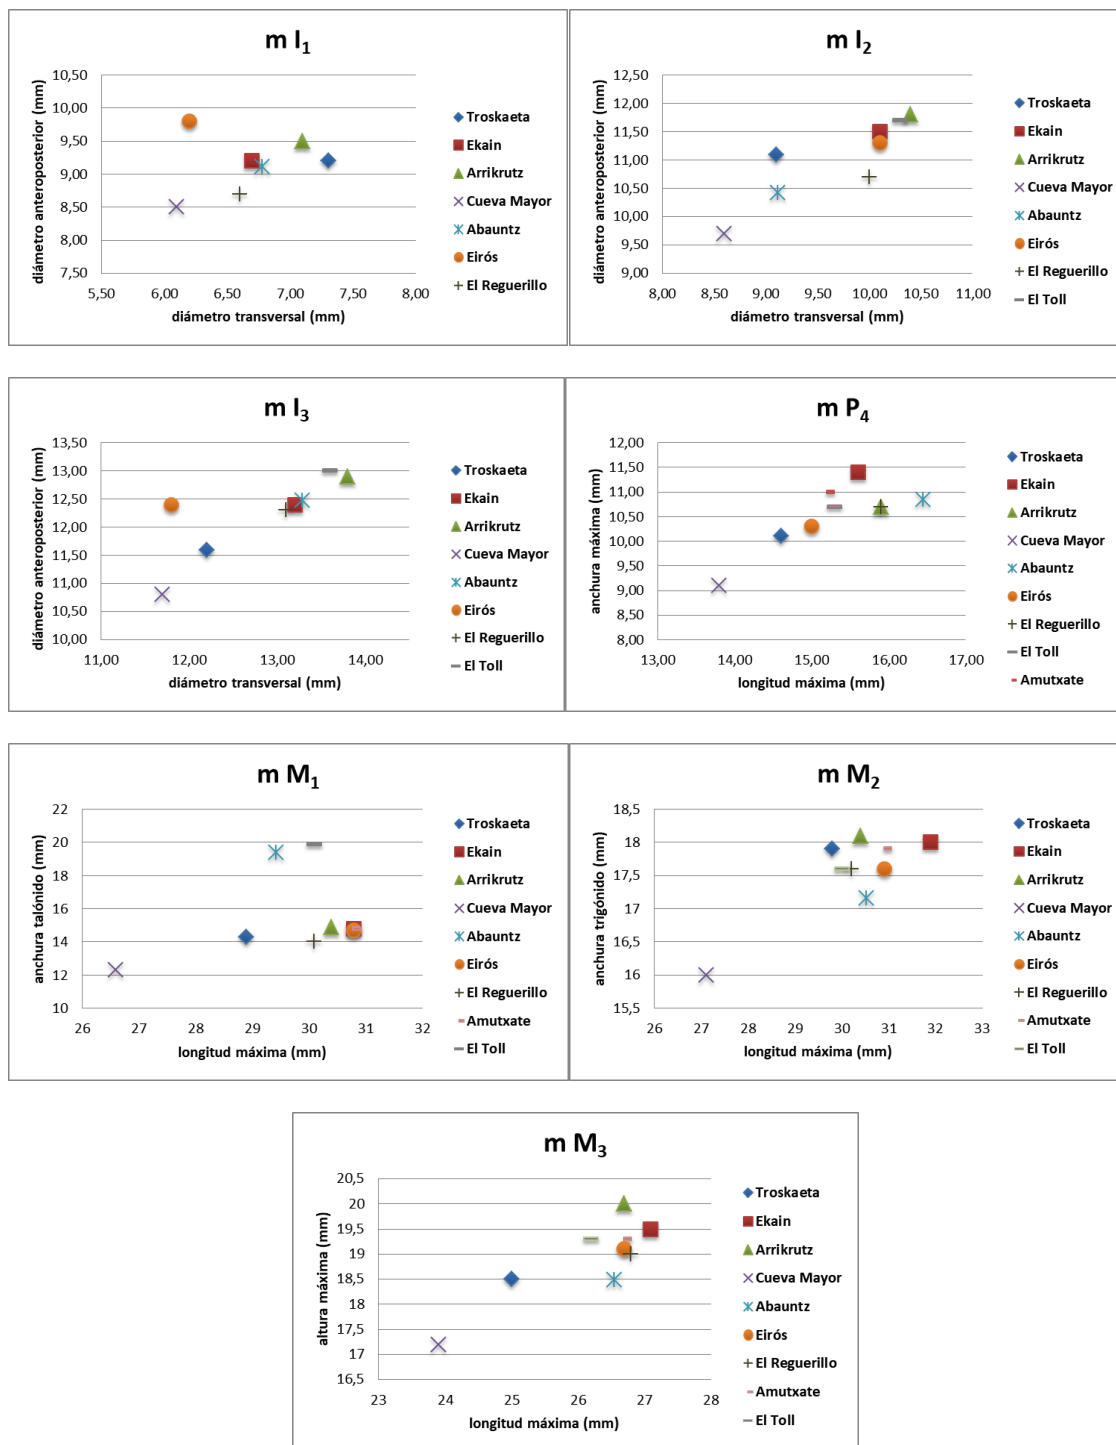 m I₁
diámetro anteroposterior (mm)
10,50
10,00
9,50
9,00
8,50
8,00
7,50
5,50 6,00 6,50 7,00 7,50 8,00
diámetro transversal (mm)
Troskaeta
Ekain
Arrikrutz
Cueva Mayor
Abauntz
Eirós
El Reguerillo
m I₂
diámetro anteroposterior (mm)
12,50
12,00
11,50
11,00
10,50
10,00
9,50
9,00
8,00 8,50 9,00 9,50 10,00 10,50 11,00
diámetro transversal (mm)
Troskaeta
Ekain
Arrikrutz
Cueva Mayor
Abauntz
Eirós
El Reguerillo
El Toll
m I₃
diámetro anteroposterior (mm)
13,50
13,00
12,50
12,00
11,50
11,00
10,50
10,00
11,00 12,00 13,00 14,00
diámetro transversal (mm)
Troskaeta
Ekain
Arrikrutz
Cueva Mayor
Abauntz
Eirós
El Reguerillo
El Toll
m P₄
anchura máxima (mm)
12,00
11,50
11,00
10,50
10,00
9,50
9,00
8,50
8,00
13,00 14,00 15,00 16,00 17,00
longitud máxima (mm)
Troskaeta
Ekain
Arrikrutz
Cueva Mayor
Abauntz
Eirós
El Reguerillo
El Toll
Amutxate
m M₁
anchura talónido (mm)
22
20
18
16
14
12
10
26 27 28 29 30 31 32
longitud máxima (mm)
Troskaeta
Ekain
Arrikrutz
Cueva Mayor
Abauntz
Eirós
El Reguerillo
Amutxate
El Toll
m M₂
anchura trigónido (mm)
18,5
18
17,5
17
16,5
16
15,5
26 27 28 29 30 31 32 33
longitud máxima (mm)
Troskaeta
Ekain
Arrikrutz
Cueva Mayor
Abauntz
Eirós
El Reguerillo
Amutxate
El Toll
m M₃
altura máxima (mm)
20,5
20
19,5
19
18,5
18
17,5
17
16,5
23 24 25 26 27 28
longitud máxima (mm)
Troskaeta
Ekain
Arrikrutz
Cueva Mayor
Abauntz
Eirós
El Reguerillo
Amutxate
El Toll